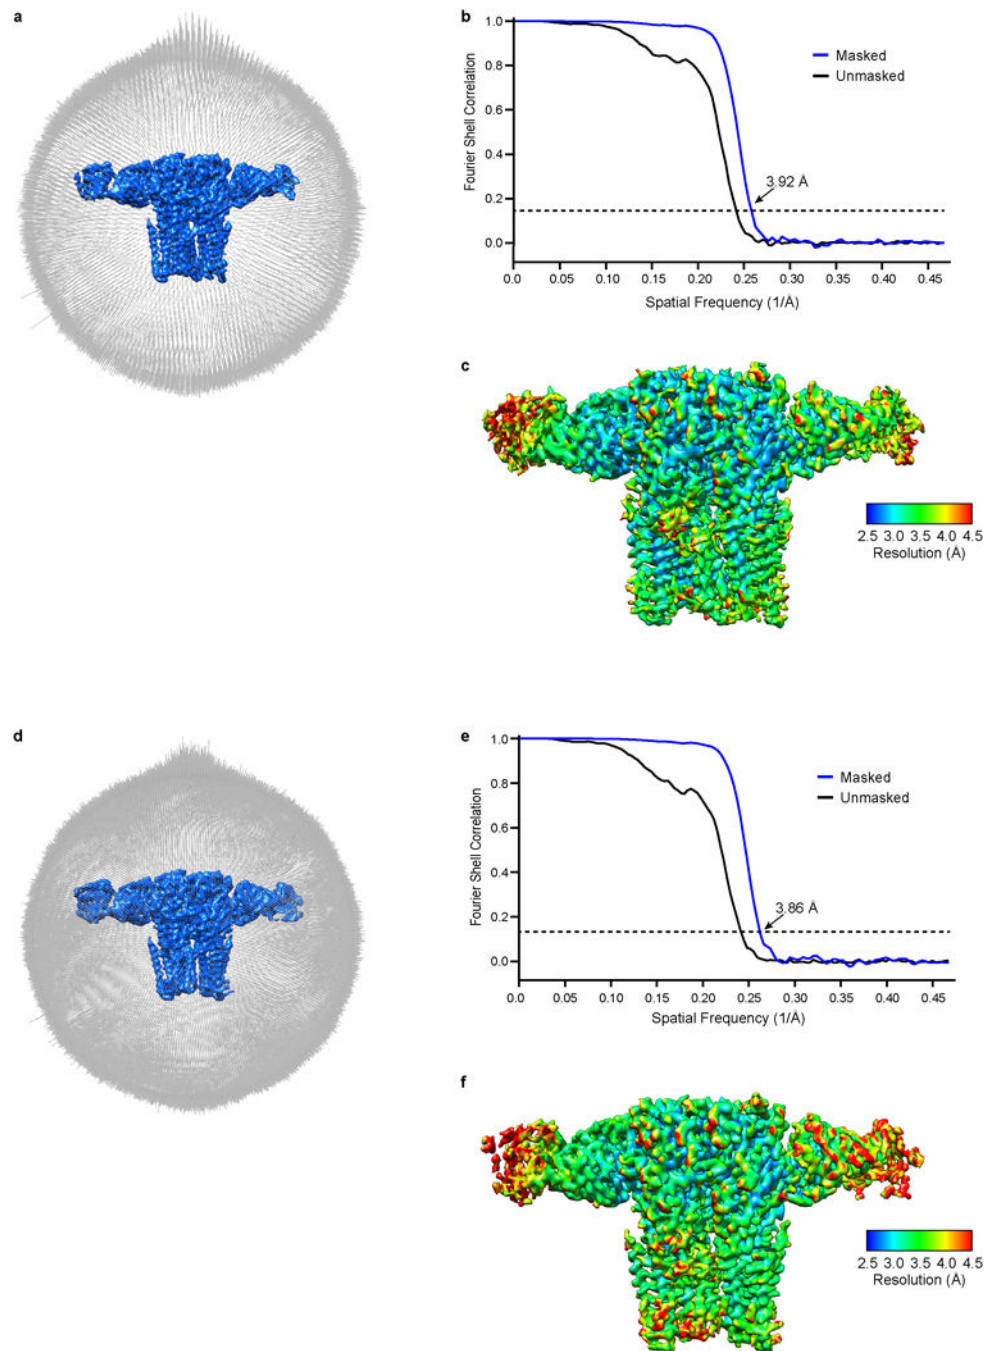 a
b
1.0
0.8
0.6
0.4
0.2
0.0
Fourier Shell Correlation
Masked
Unmasked
3.92 Å
0.0 0.05 0.10 0.15 0.20 0.25 0.30 0.35 0.40 0.45
Spatial Frequency (1/Å)
c
2.5 3.0 3.5 4.0 4.5
Resolution (Å)
d
e
1.0
0.8
0.6
0.4
0.2
0.0
Fourier Shell Correlation
Masked
Unmasked
3.86 Å
0.0 0.05 0.10 0.15 0.20 0.25 0.30 0.35 0.40 0.45
Spatial Frequency (1/Å)
f
2.5 3.0 3.5 4.0 4.5
Resolution (Å)